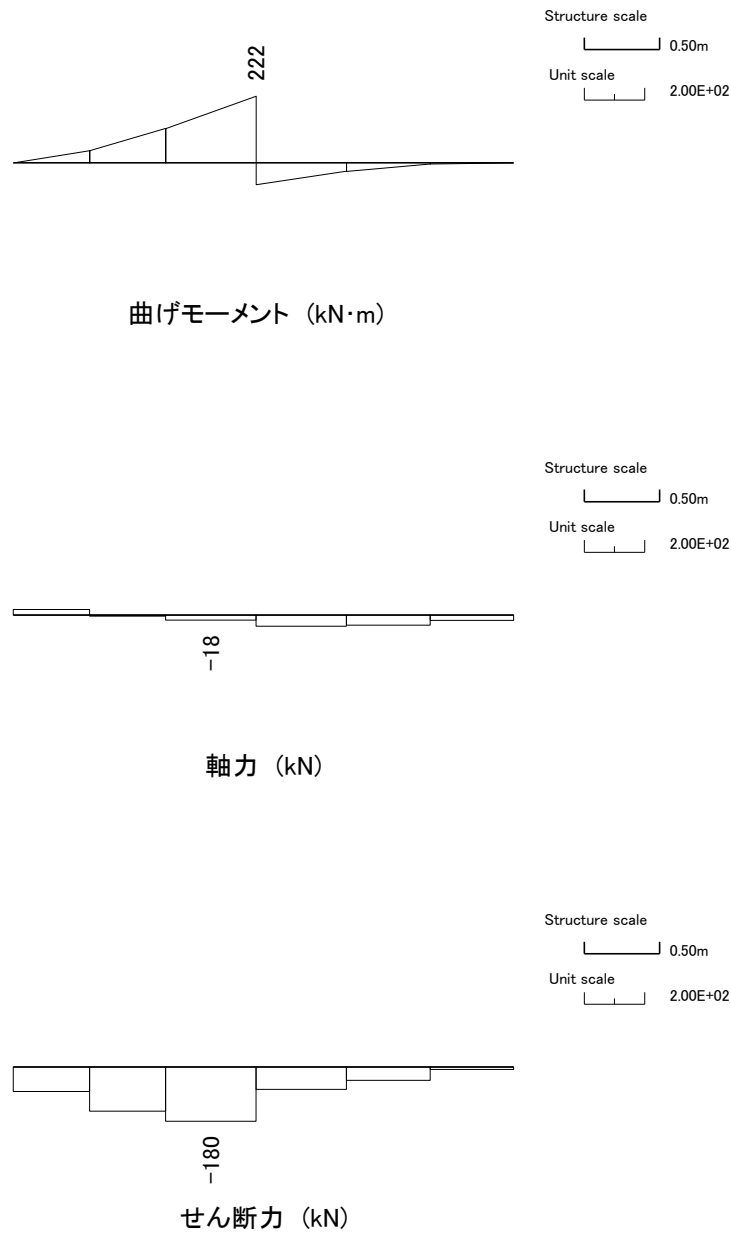 Structure scale
0.50m
Unit scale
2.00E+02
222
曲げモーメント (kN・m)
Structure scale
0.50m
Unit scale
2.00E+02
-18
軸力 (kN)
Structure scale
0.50m
Unit scale
2.00E+02
-180
せん断力 (kN)